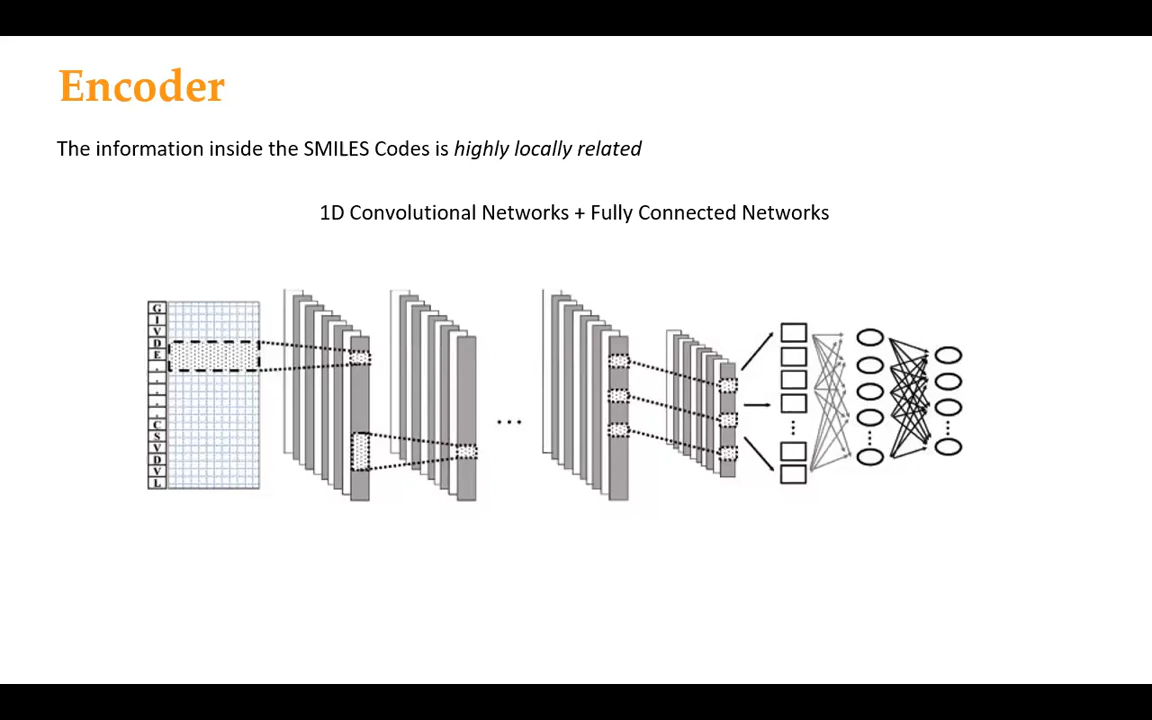 Encoder
The information inside the SMILES Codes is highly locally related
1D Convolutional Networks + Fully Connected Networks
G
I
V
D
E
.
.
.
.
.
C
S
V
D
V
L
...